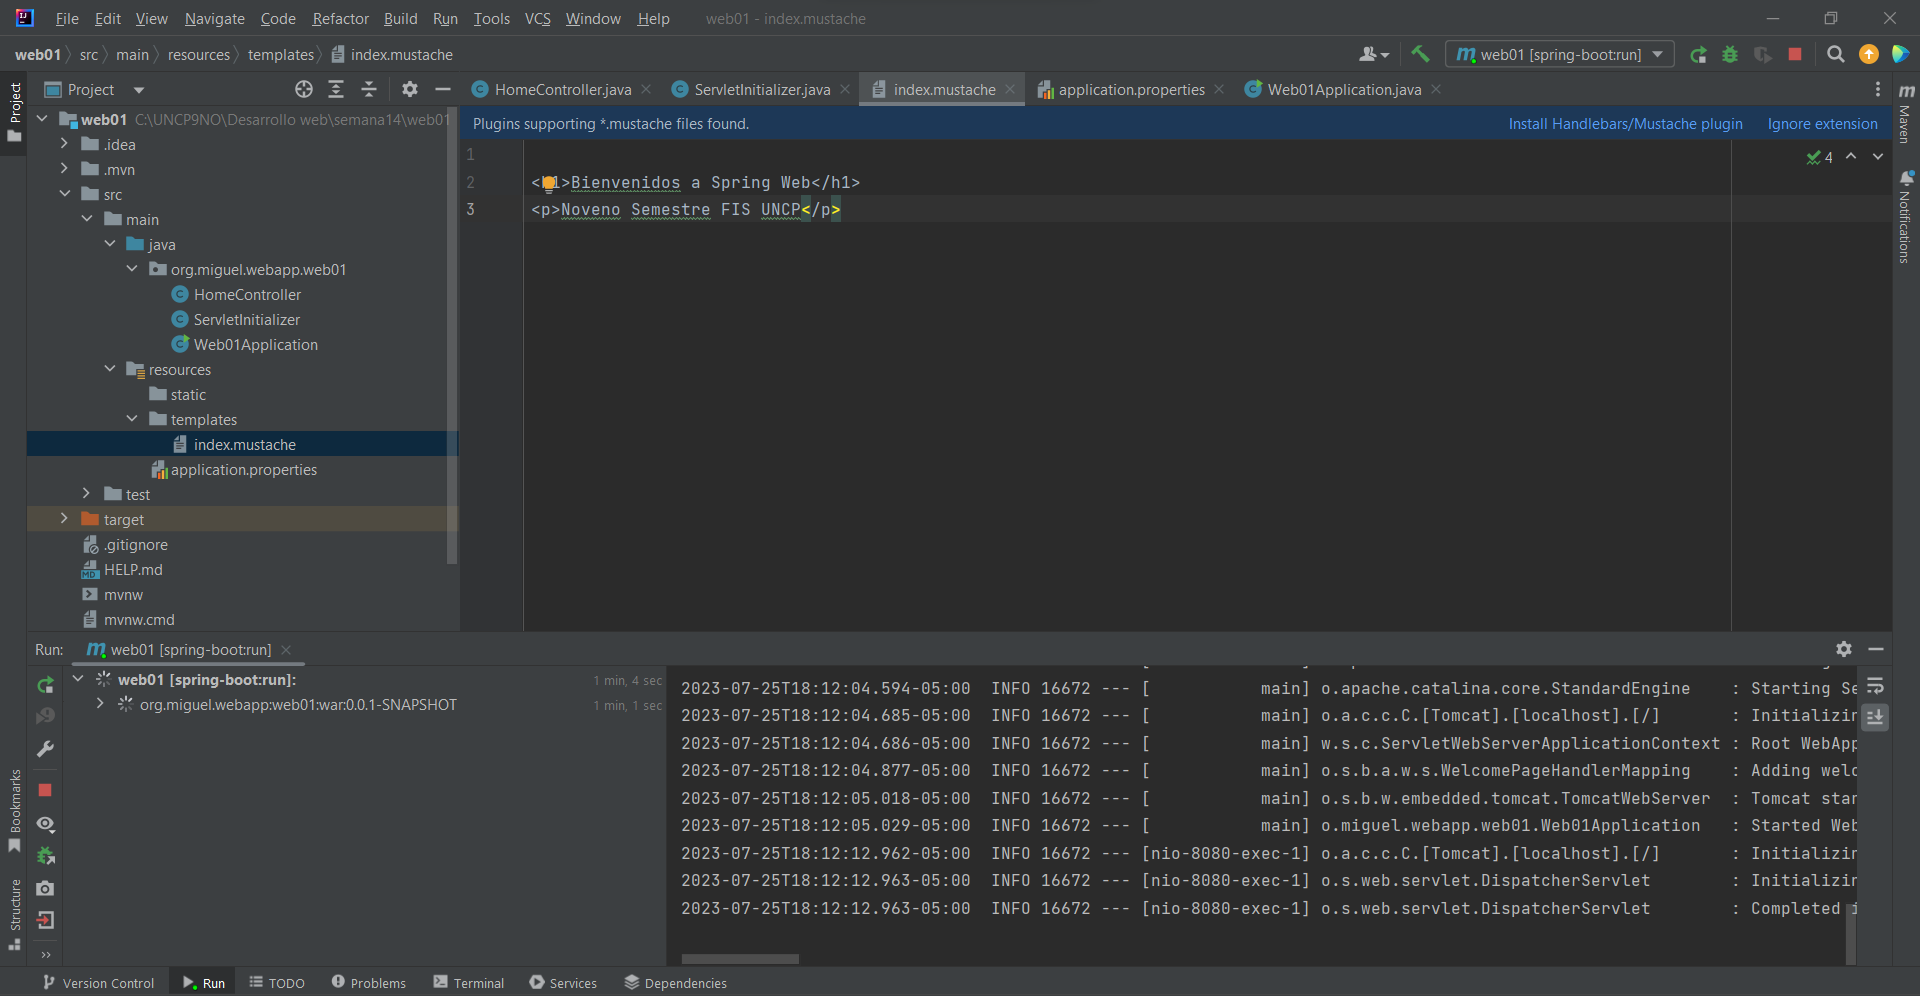 File Edit View Navigate Code Refactor Build Run Tools VCS Window Help web01 - index.mustache
web01 src main resources templates index.mustache
web01 [spring-boot:run]
Project
HomeController.java ServletInitializer.java index.mustache application.properties Web01Application.java
Project
Maven
Notifications
Plugins supporting *.mustache files found. Install Handlebars/Mustache plugin Ignore extension
web01 C:\UNCP9NO\Desarrollo web\semana14\web01
.idea
.mvn
src
main
java
org.miguel.webapp.web01
HomeController
ServletInitializer
Web01Application
resources
static
templates
index.mustache
application.properties
test
target
.gitignore
HELP.md
mvnw
mvnw.cmd
4
1
2 <h1>Bienvenidos a Spring Web</h1>
3 <p>Noveno Semestre FIS UNCP</p>
Run: web01 [spring-boot:run]
web01 [spring-boot:run]: 1 min, 4 sec
org.miguel.webapp:web01:war:0.0.1-SNAPSHOT 1 min, 1 sec
2023-07-25T18:12:04.594-05:00 INFO 16672 --- [ main] o.apache.catalina.core.StandardEngine : Starting Se
2023-07-25T18:12:04.685-05:00 INFO 16672 --- [ main] o.a.c.c.C.[Tomcat].[localhost].[/] : Initializin
2023-07-25T18:12:04.686-05:00 INFO 16672 --- [ main] w.s.c.ServletWebServerApplicationContext : Root WebApp
2023-07-25T18:12:04.877-05:00 INFO 16672 --- [ main] o.s.b.a.w.s.WelcomePageHandlerMapping : Adding welc
2023-07-25T18:12:05.018-05:00 INFO 16672 --- [ main] o.s.b.w.embedded.tomcat.TomcatWebServer : Tomcat star
2023-07-25T18:12:05.029-05:00 INFO 16672 --- [ main] o.miguel.webapp.web01.Web01Application : Started Web
2023-07-25T18:12:12.962-05:00 INFO 16672 --- [nio-8080-exec-1] o.a.c.c.C.[Tomcat].[localhost].[/] : Initializin
2023-07-25T18:12:12.963-05:00 INFO 16672 --- [nio-8080-exec-1] o.s.web.servlet.DispatcherServlet : Initializin
2023-07-25T18:12:12.963-05:00 INFO 16672 --- [nio-8080-exec-1] o.s.web.servlet.DispatcherServlet : Completed i
Bookmarks
Structure
Version Control Run TODO Problems Terminal Services Dependencies